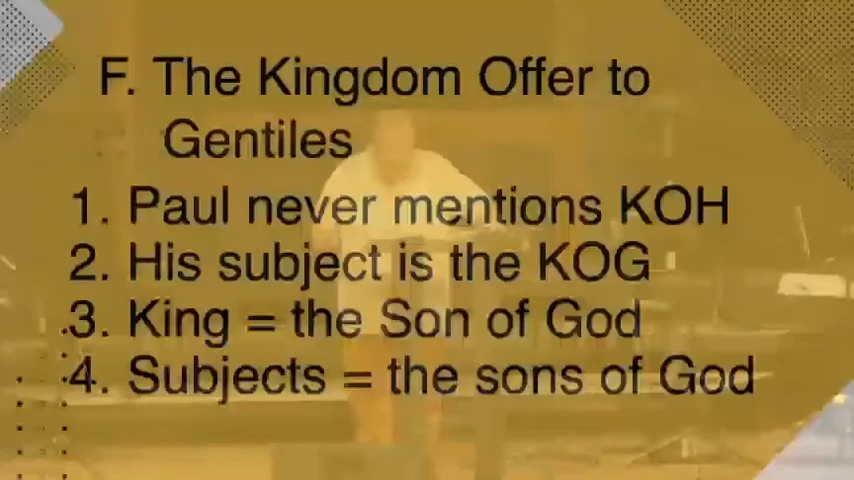 F. The Kingdom Offer to
Gentiles
1. Paul never mentions KOH
2. His subject is the KOG
3. King = the Son of God
4. Subjects = the sons of God